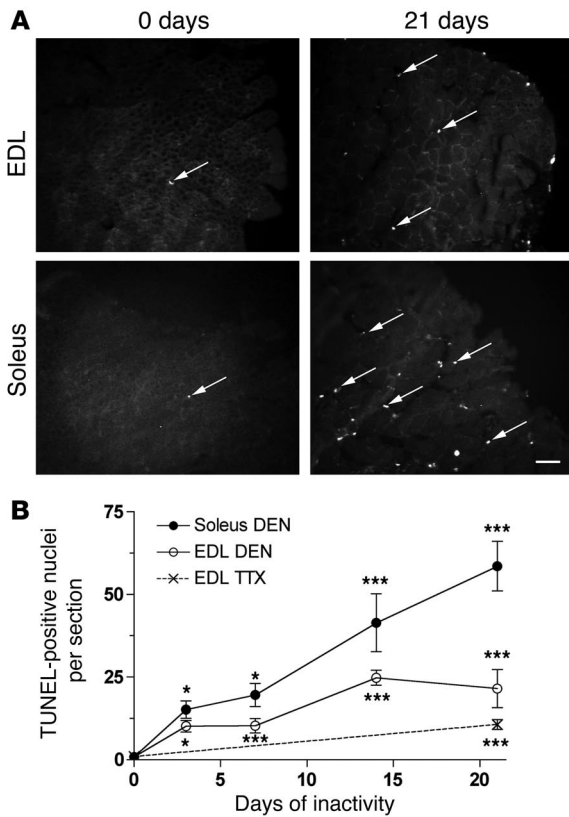 A
0 days
21 days
EDL
Soleus
B
TUNEL-positive nuclei
per section
75
50
25
0
Soleus DEN
EDL DEN
EDL TTX
***
***
***
*
*
***
*
***
***
0
5
10
15
20
Days of inactivity